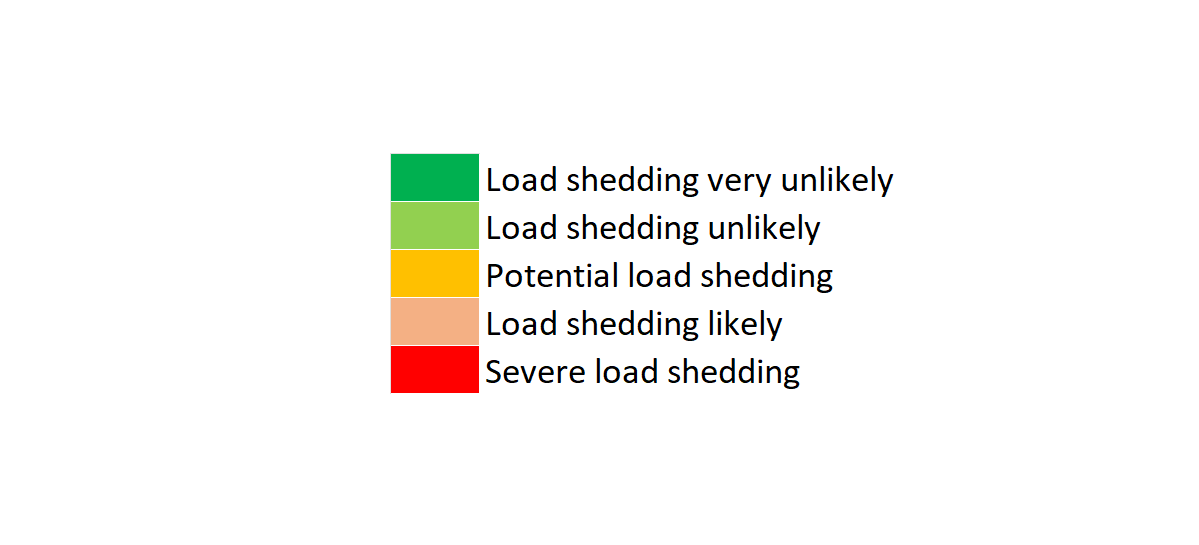 Load shedding very unlikely
Load shedding unlikely
Potential load shedding
Load shedding likely
Severe load shedding